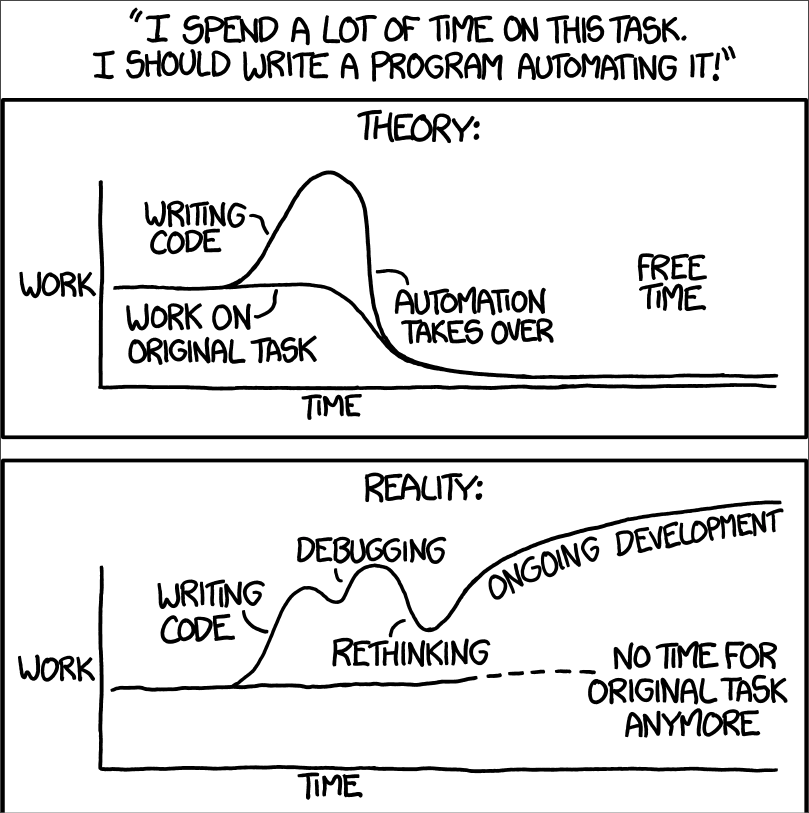 "I SPEND A LOT OF TIME ON THIS TASK.
I SHOULD WRITE A PROGRAM AUTOMATING IT!"
THEORY:
WRITING
CODE
WORK
WORK ON
ORIGINAL TASK
AUTOMATION
TAKES OVER
FREE
TIME
TIME
REALITY:
WRITING
CODE
DEBUGGING
RETHINKING
ONGOING DEVELOPMENT
WORK
NO TIME FOR
ORIGINAL TASK
ANYMORE
TIME